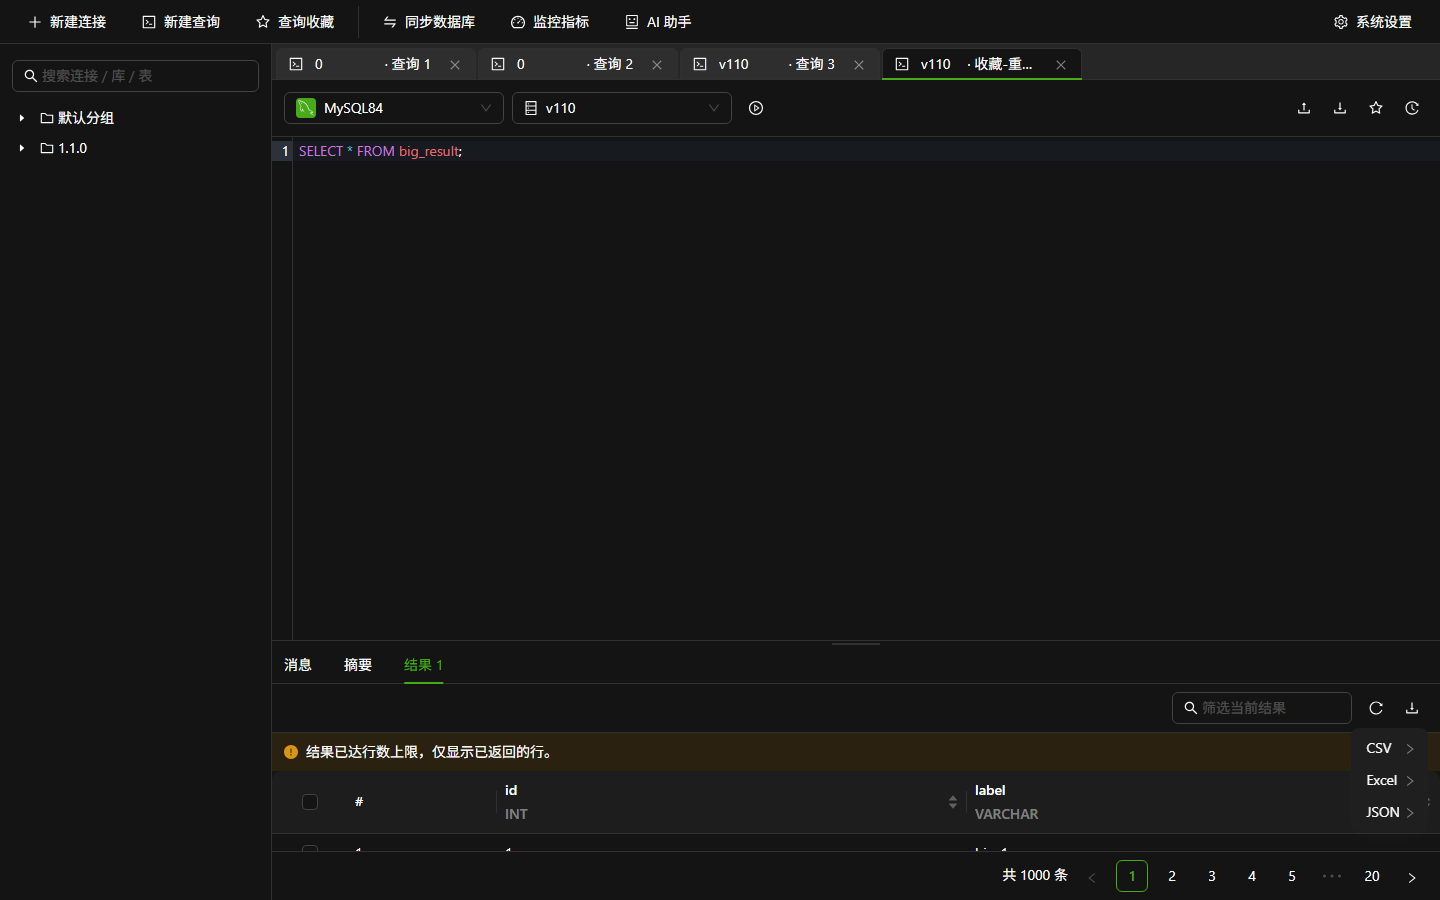 新建连接 新建查询 查询收藏 同步数据库 监控指标 AI 助手 系统设置
搜索连接 / 库 / 表
默认分组
1.1.0
0 · 查询 1 0 · 查询 2 v110 · 查询 3 v110 · 收藏-重...
MySQL84 v110
1 SELECT * FROM big_result;
消息 摘要 结果 1
筛选当前结果
结果已达行数上限，仅显示已返回的行。
CSV
Excel
JSON
# id label
INT VARCHAR
共 1000 条 1 2 3 4 5 ··· 20